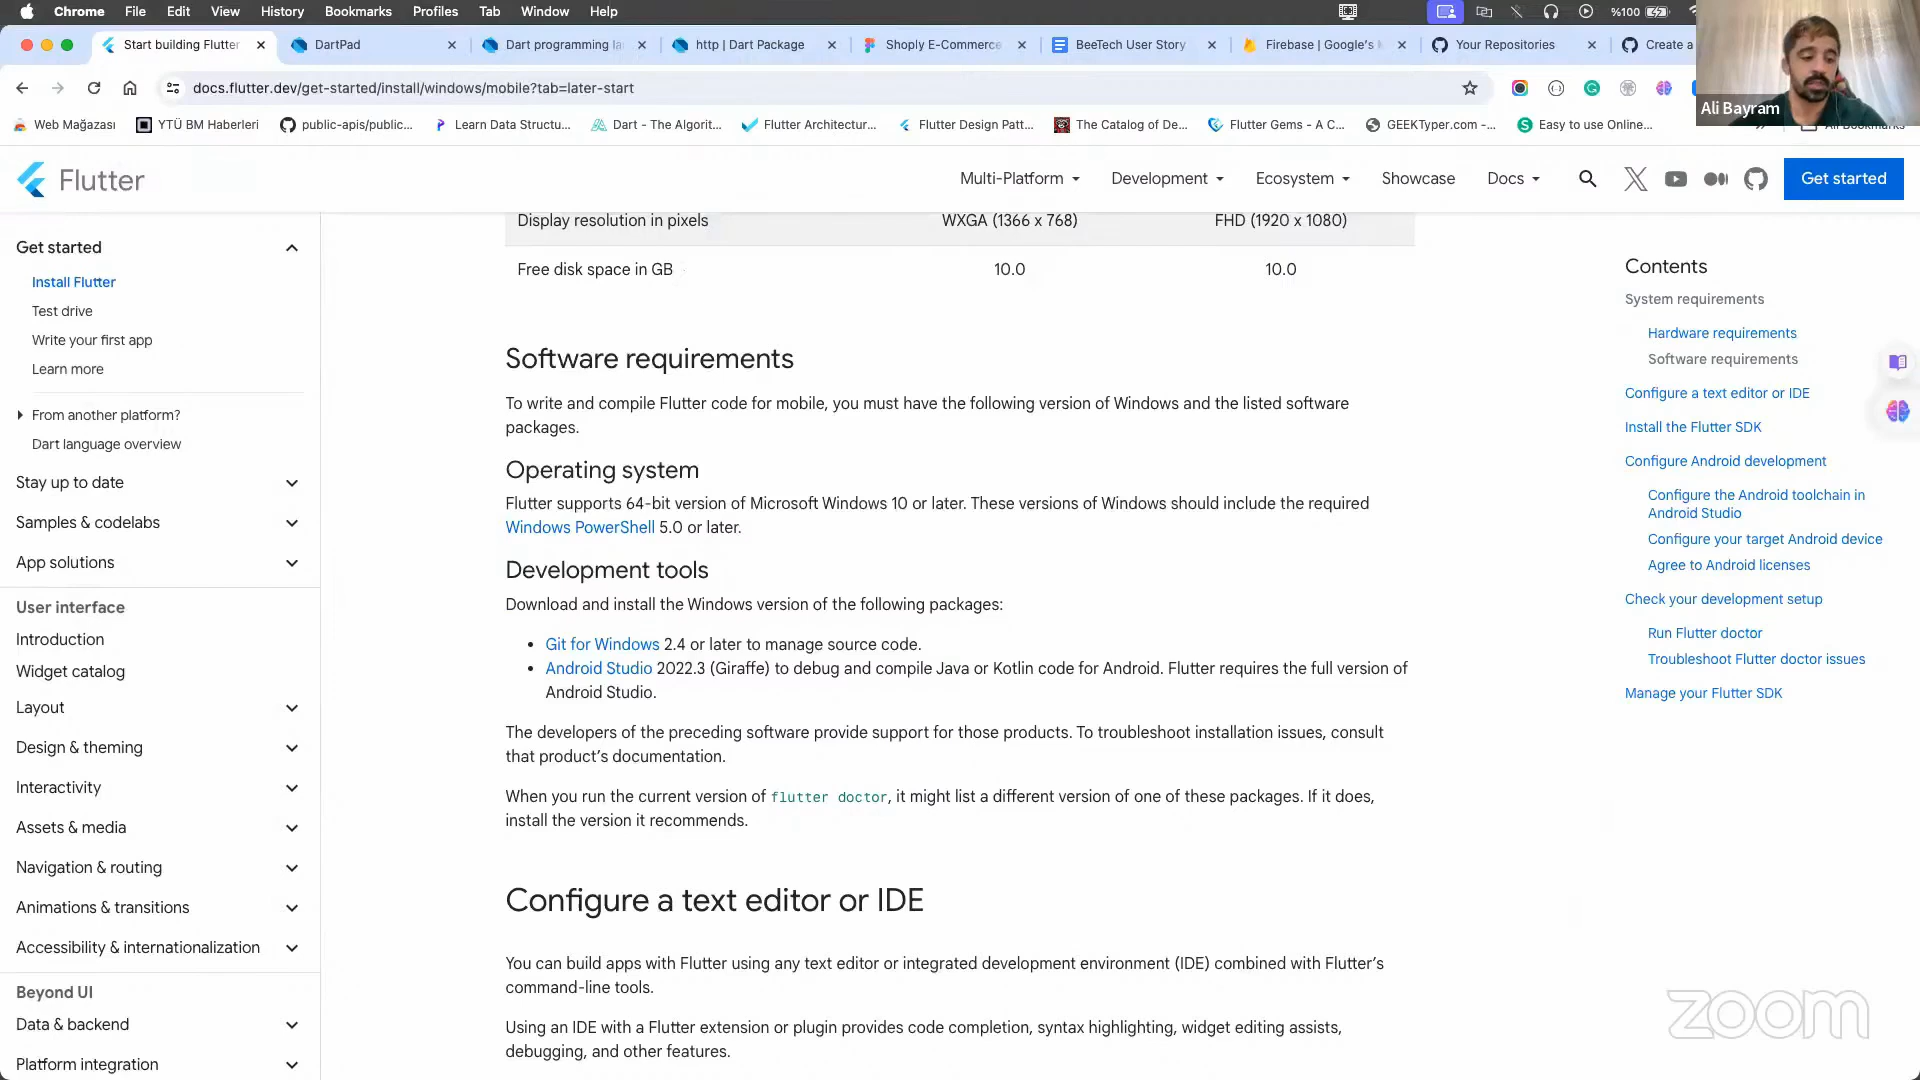 Chrome File Edit View History Bookmarks Profiles Tab Window Help %100
Start building Flutter DartPad Dart programming la http | Dart Package Shoply E-Commerce BeeTech User Story Firebase | Google's Your Repositories Create a
docs.flutter.dev/get-started/install/windows/mobile?tab=later-start
Ali Bayram
Web Mağazası YTÜ BM Haberleri public-apis/public... Learn Data Structu... Dart - The Algorit... Flutter Architectur... Flutter Design Patt... The Catalog of De... Flutter Gems - A C... GEEKTyper.com -... Easy to use Online... All Bookmarks
Flutter Multi-Platform Development Ecosystem Showcase Docs Get started
Get started
Install Flutter
Test drive
Write your first app
Learn more
From another platform?
Dart language overview
Stay up to date
Samples & codelabs
App solutions
User interface
Introduction
Widget catalog
Layout
Design & theming
Interactivity
Assets & media
Navigation & routing
Animations & transitions
Accessibility & internationalization
Beyond UI
Data & backend
Platform integration
Display resolution in pixels WXGA (1366 x 768) FHD (1920 x 1080)
Free disk space in GB 10.0 10.0
Software requirements
To write and compile Flutter code for mobile, you must have the following version of Windows and the listed software
packages.
Operating system
Flutter supports 64-bit version of Microsoft Windows 10 or later. These versions of Windows should include the required
Windows PowerShell 5.0 or later.
Development tools
Download and install the Windows version of the following packages:
• Git for Windows 2.4 or later to manage source code.
• Android Studio 2022.3 (Giraffe) to debug and compile Java or Kotlin code for Android. Flutter requires the full version of
Android Studio.
The developers of the preceding software provide support for those products. To troubleshoot installation issues, consult
that product's documentation.
When you run the current version of flutter doctor, it might list a different version of one of these packages. If it does,
install the version it recommends.
Configure a text editor or IDE
You can build apps with Flutter using any text editor or integrated development environment (IDE) combined with Flutter's
command-line tools.
Using an IDE with a Flutter extension or plugin provides code completion, syntax highlighting, widget editing assists,
debugging, and other features.
Contents
System requirements
Hardware requirements
Software requirements
Configure a text editor or IDE
Install the Flutter SDK
Configure Android development
Configure the Android toolchain in
Android Studio
Configure your target Android device
Agree to Android licenses
Check your development setup
Run Flutter doctor
Troubleshoot Flutter doctor issues
Manage your Flutter SDK
zoom